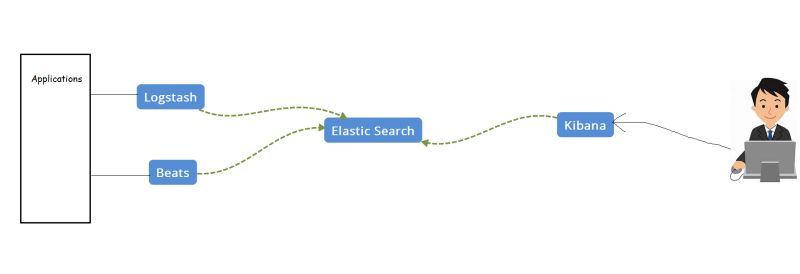 Applications
Logstash
Elastic Search
Kibana
Beats